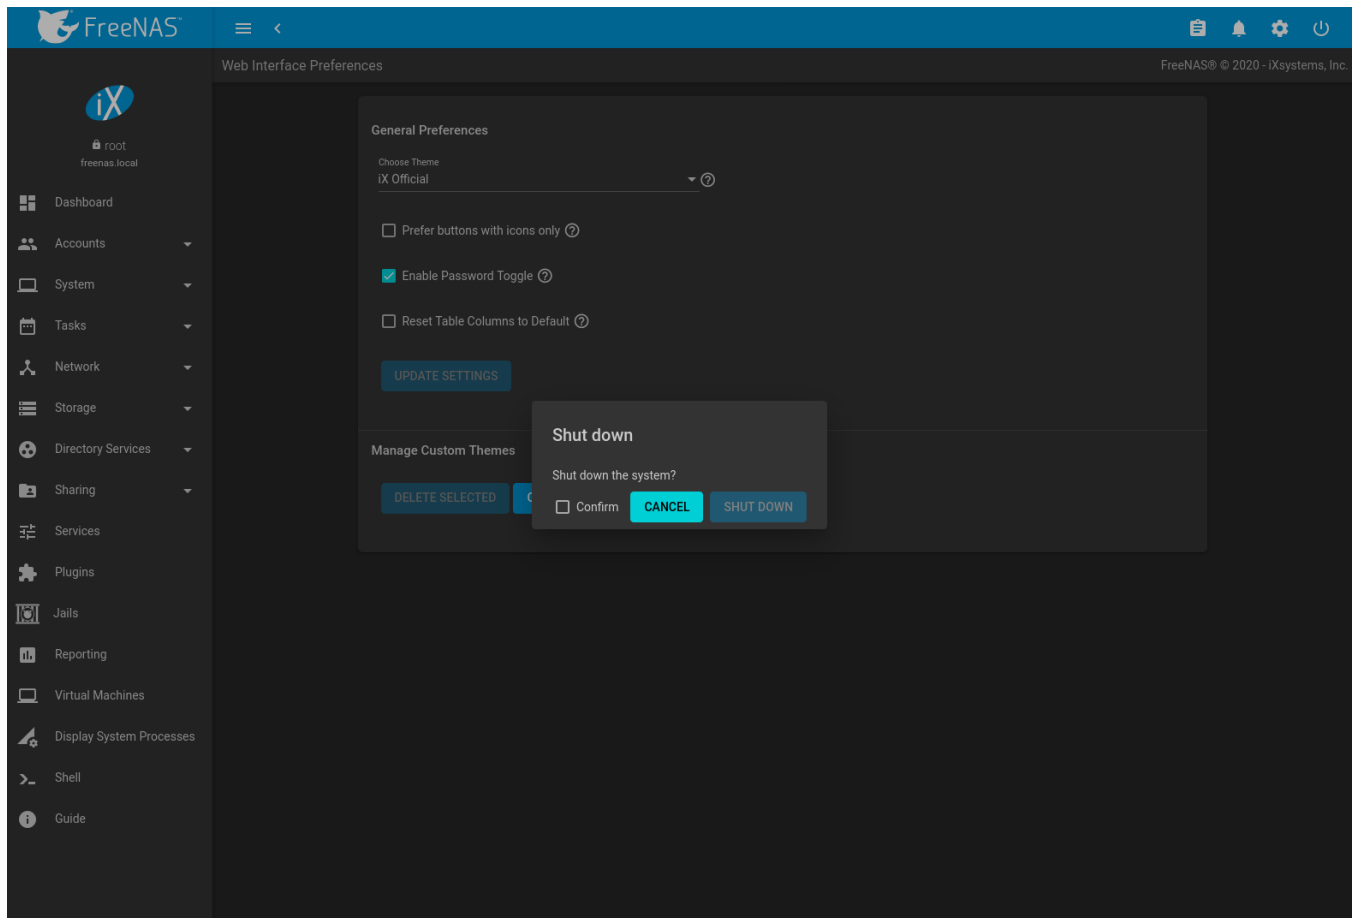 FreeNAS®
Web Interface Preferences
FreeNAS® © 2020 - iXsystems, Inc.
iX
root
freenas.local
Dashboard
Accounts
System
Tasks
Network
Storage
Directory Services
Sharing
Services
Plugins
Jails
Reporting
Virtual Machines
Display System Processes
Shell
Guide
General Preferences
Choose Theme
iX Official
Prefer buttons with icons only
Enable Password Toggle
Reset Table Columns to Default
UPDATE SETTINGS
Manage Custom Themes
DELETE SELECTED
Shut down
Shut down the system?
Confirm
CANCEL
SHUT DOWN